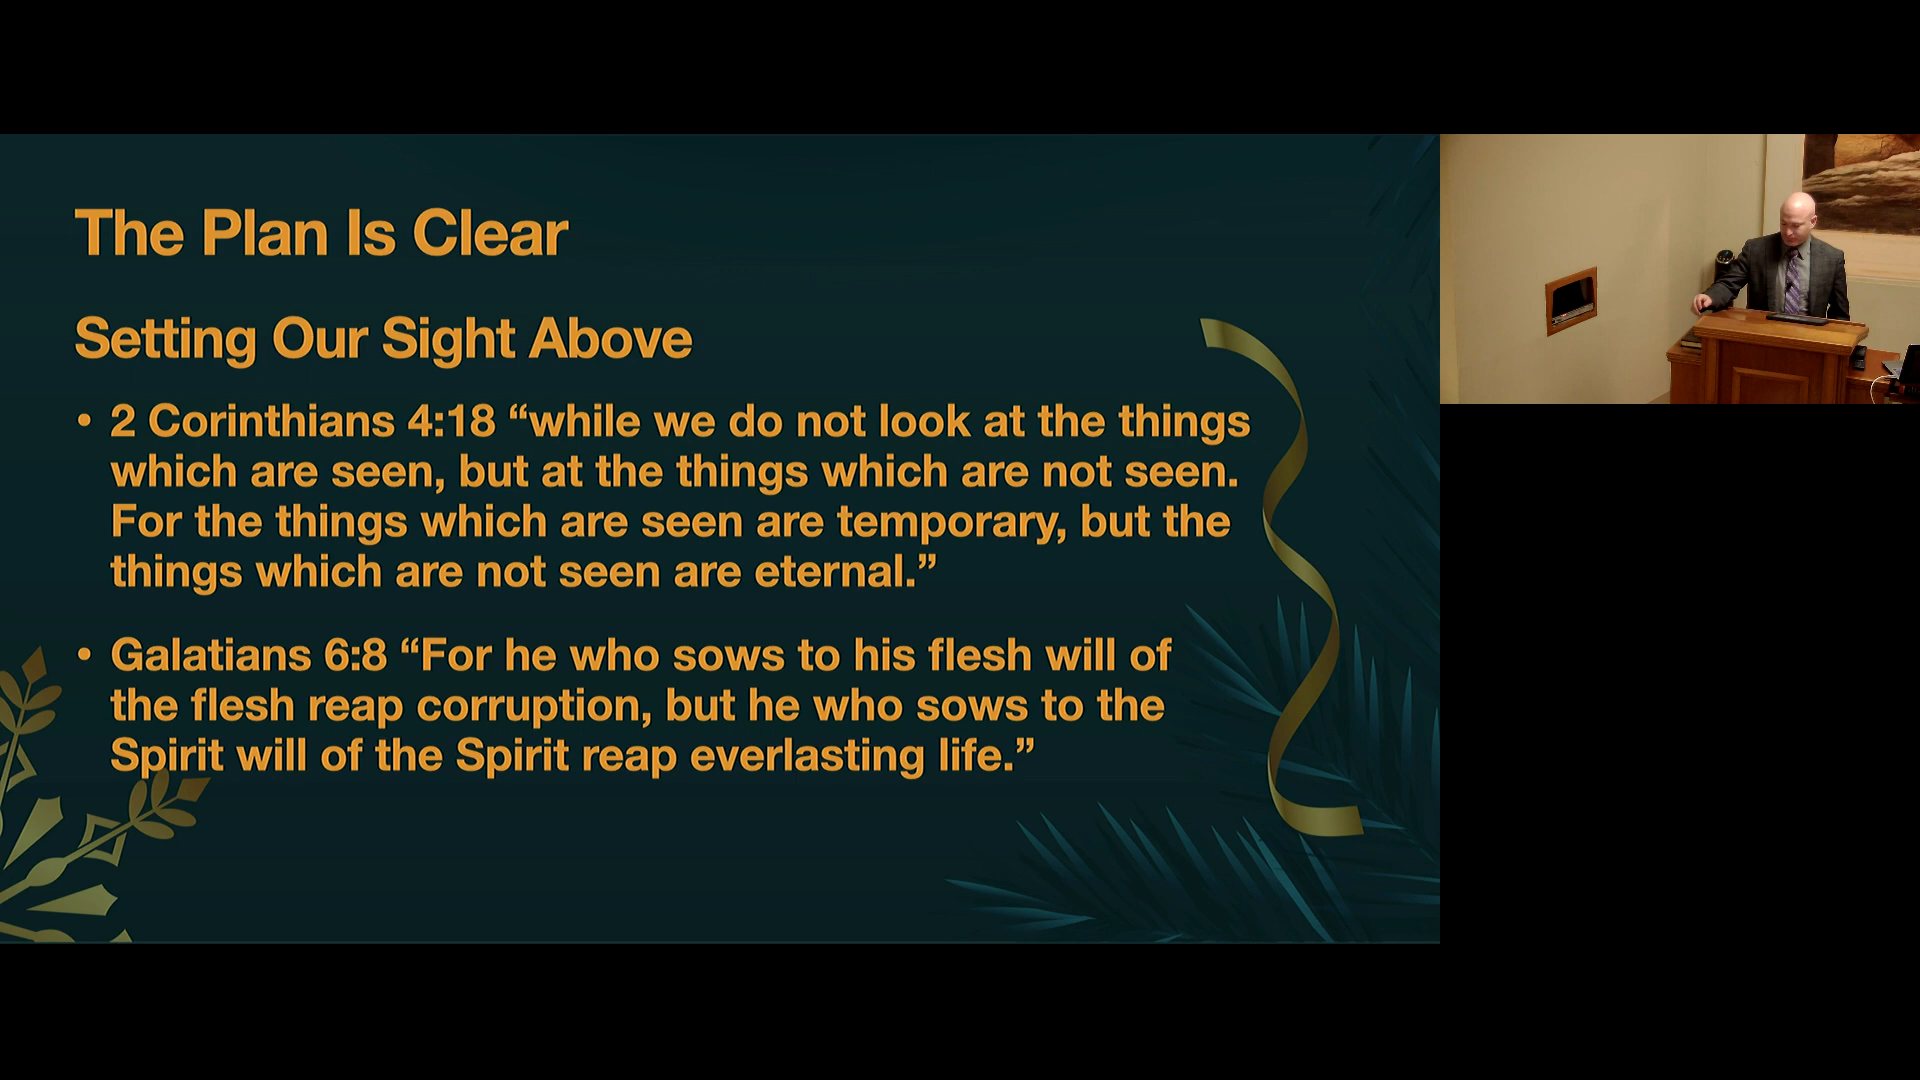 The Plan Is Clear
Setting Our Sight Above
• 2 Corinthians 4:18 “while we do not look at the things
which are seen, but at the things which are not seen.
For the things which are seen are temporary, but the
things which are not seen are eternal.”
• Galatians 6:8 “For he who sows to his flesh will of
the flesh reap corruption, but he who sows to the
Spirit will of the Spirit reap everlasting life.”